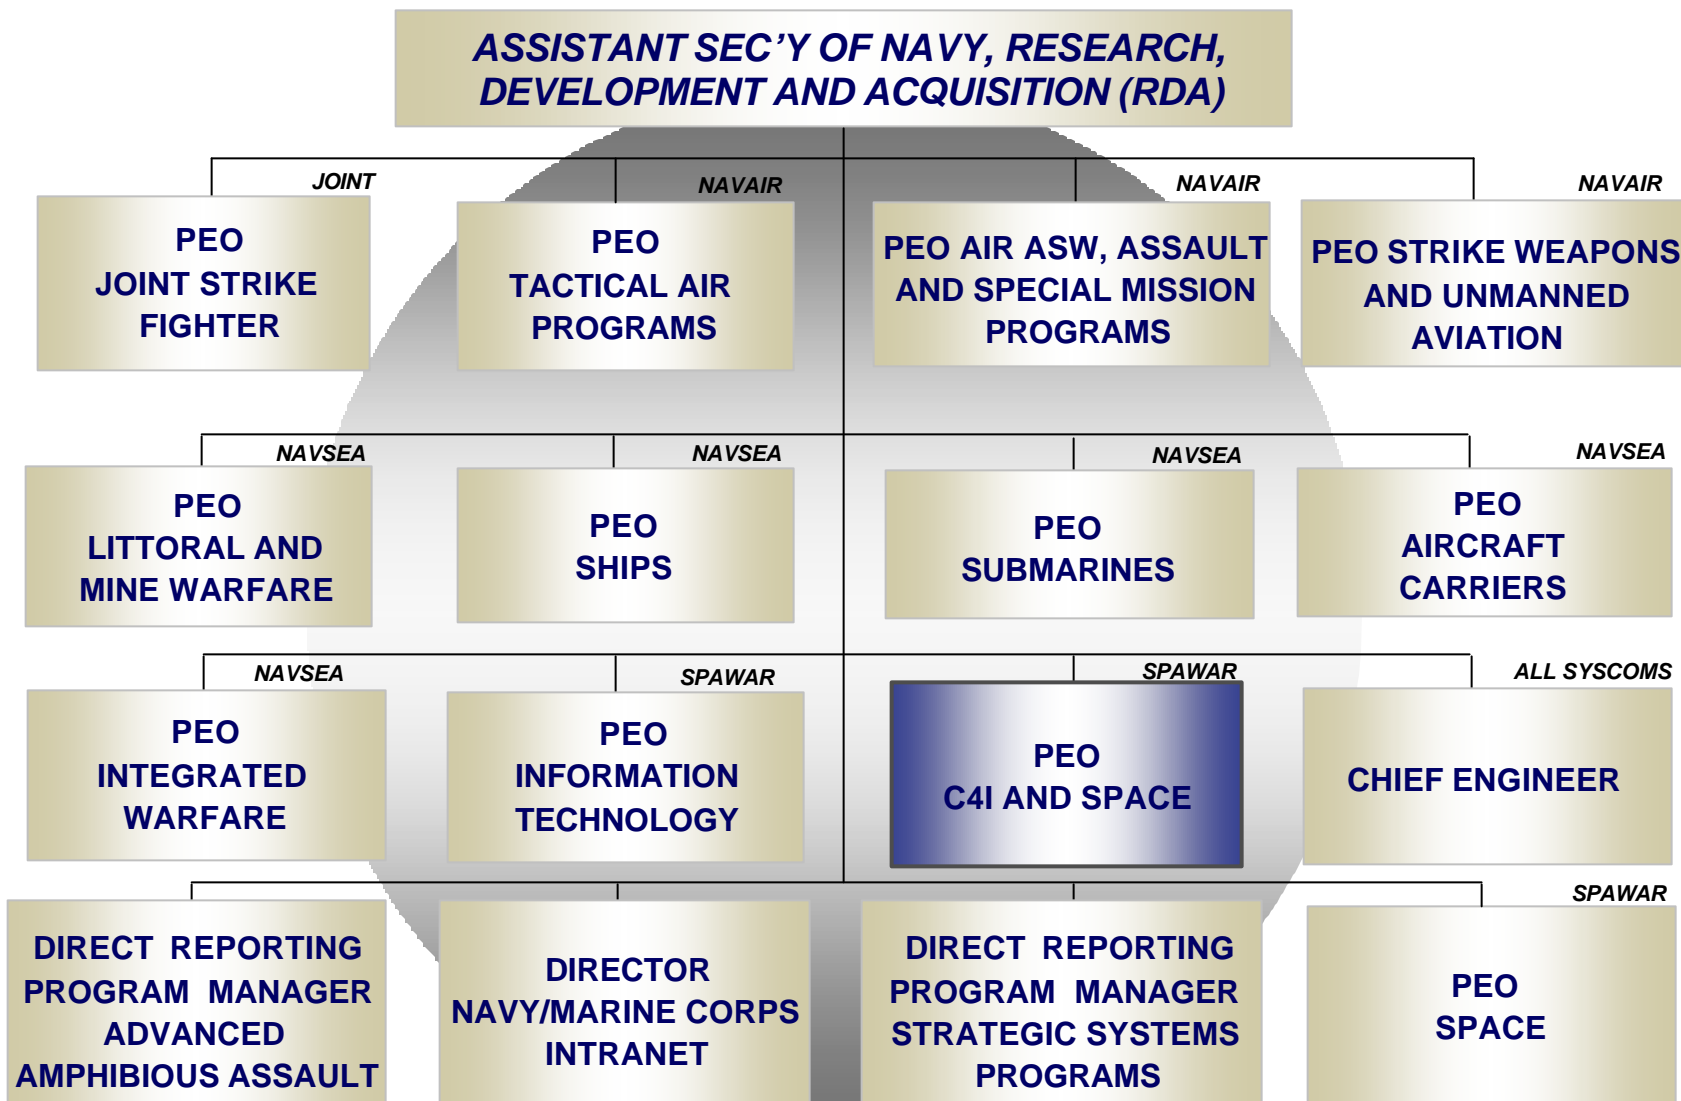 ASSISTANT SEC’Y OF NAVY, RESEARCH,
DEVELOPMENT AND ACQUISITION (RDA)
JOINT
PEO
JOINT STRIKE
FIGHTER
NAVAIR
PEO
TACTICAL AIR
PROGRAMS
NAVAIR
PEO AIR ASW, ASSAULT
AND SPECIAL MISSION
PROGRAMS
NAVAIR
PEO STRIKE WEAPONS
AND UNMANNED
AVIATION
NAVSEA
PEO
LITTORAL AND
MINE WARFARE
NAVSEA
PEO
SHIPS
NAVSEA
PEO
SUBMARINES
NAVSEA
PEO
AIRCRAFT
CARRIERS
NAVSEA
PEO
INTEGRATED
WARFARE
SPAWAR
PEO
INFORMATION
TECHNOLOGY
SPAWAR
PEO
C4I AND SPACE
ALL SYSCOMS
CHIEF ENGINEER
DIRECT REPORTING
PROGRAM MANAGER
ADVANCED
AMPHIBIOUS ASSAULT
DIRECTOR
NAVY/MARINE CORPS
INTRANET
DIRECT REPORTING
PROGRAM MANAGER
STRATEGIC SYSTEMS
PROGRAMS
SPAWAR
PEO
SPACE